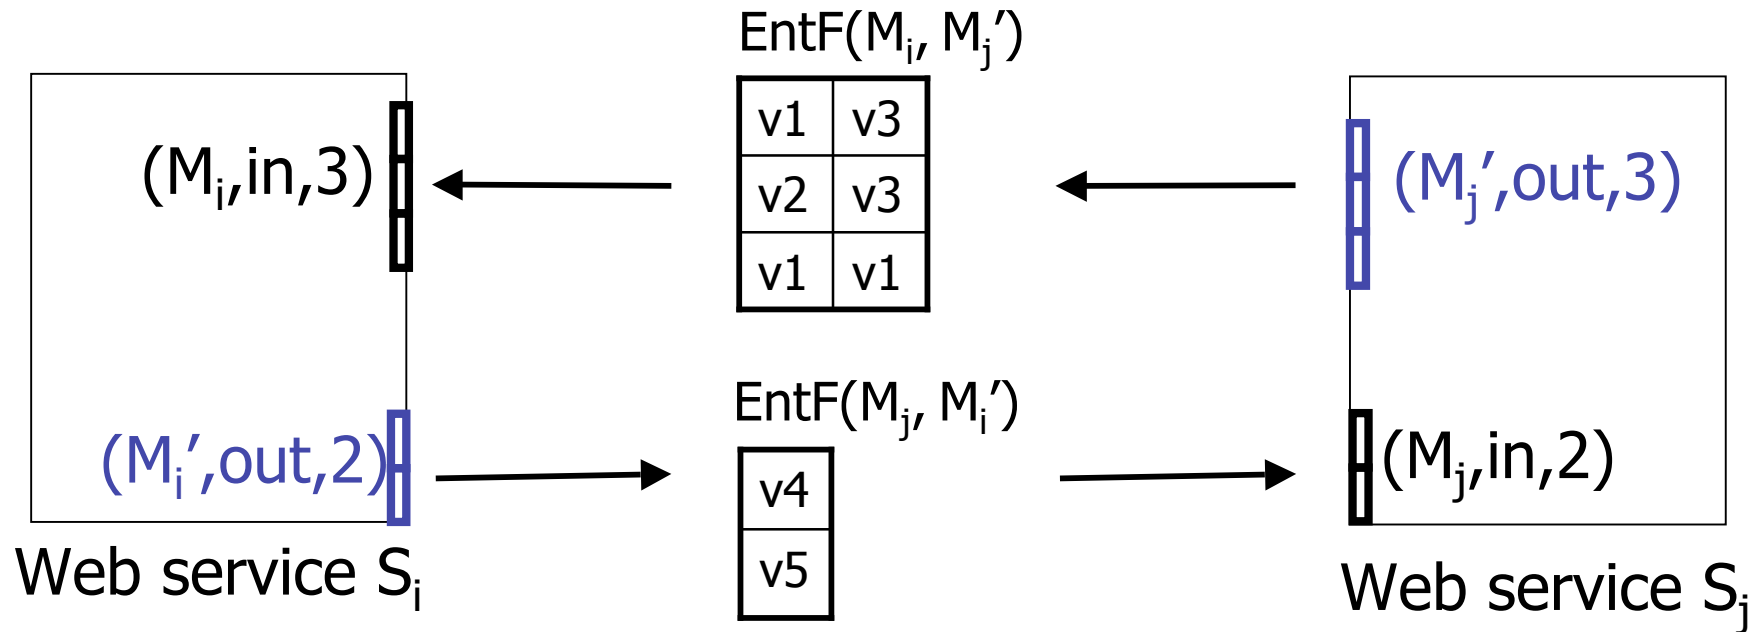 EntF(Mᵢ, Mⱼ′)
(Mᵢ,in,3)
v1 v3
v2 v3
v1 v1
(Mⱼ′,out,3)
EntF(Mⱼ, Mᵢ′)
(Mᵢ′,out,2)
v4
v5
(Mⱼ,in,2)
Web service Sᵢ
Web service Sⱼ